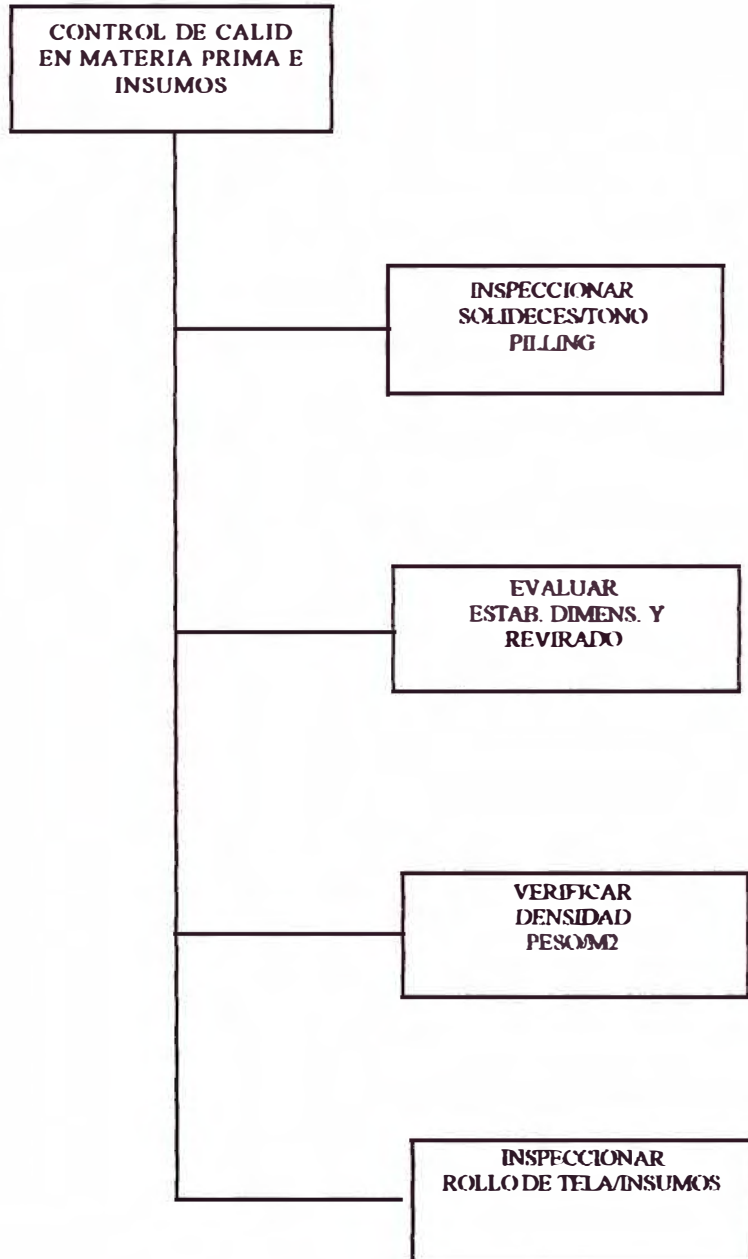 CONTROL DE CALID
EN MATERIA PRIMA E
INSUMOS
INSPECCIONAR
SOLIDECES/TONO
PILLING
EVALUAR
ESTAB. DIMENS. Y
REVIRADO
VERIFICAR
DENSIDAD
PESO/M2
INSPECCIONAR
ROLLO DE TELA/INSUMOS